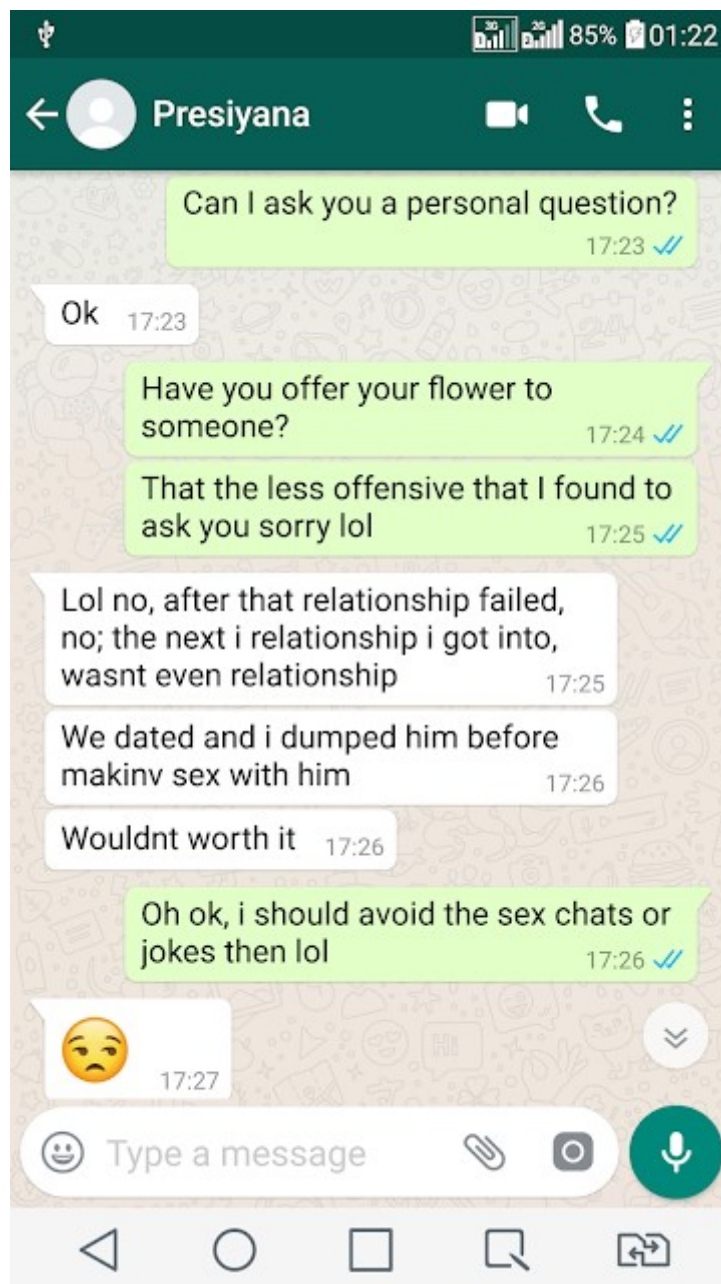 85% 01:22
Presiyana
Can I ask you a personal question?
17:23
Ok 17:23
Have you offer your flower to
someone?
17:24
That the less offensive that I found to
ask you sorry lol
17:25
Lol no, after that relationship failed,
no; the next i relationship i got into,
wasnt even relationship
17:25
We dated and i dumped him before
makinv sex with him
17:26
Wouldnt worth it 17:26
Oh ok, i should avoid the sex chats or
jokes then lol
17:26
17:27
Type a message